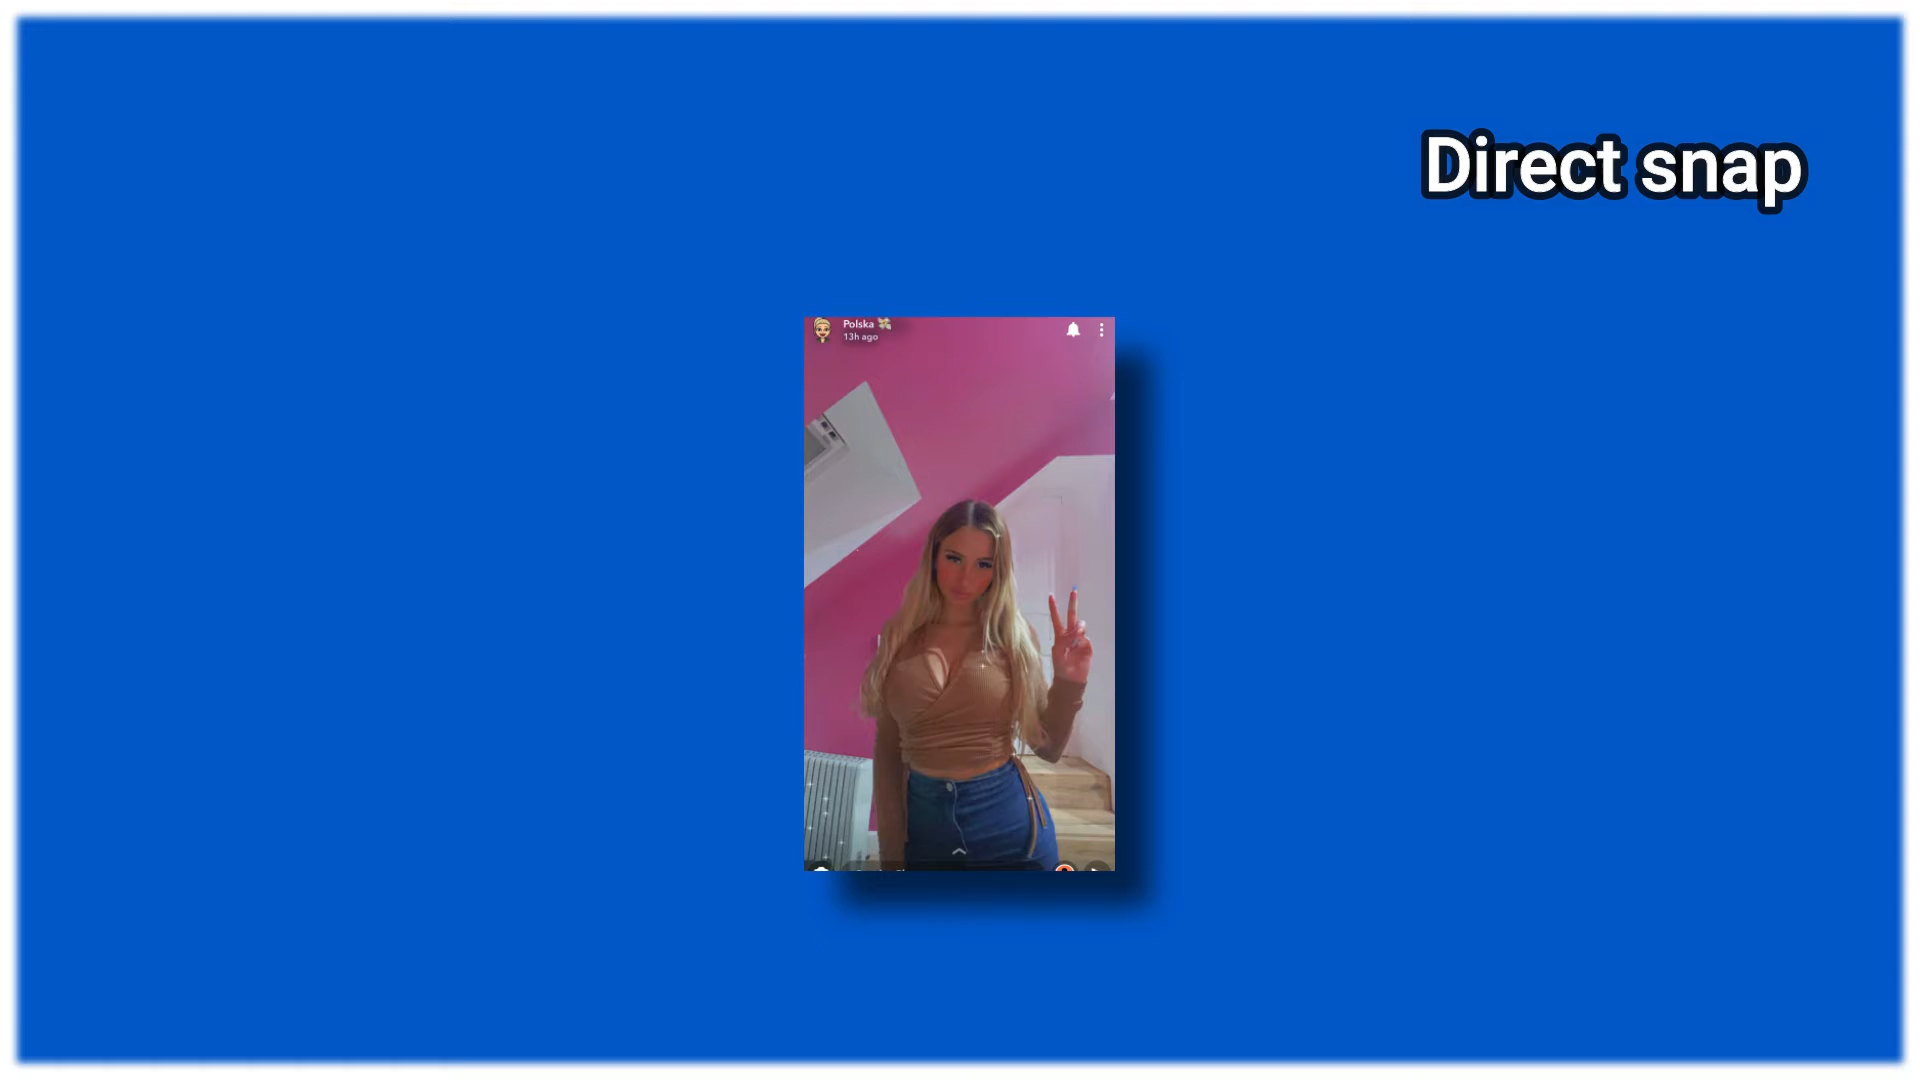 Direct snap
Polska 💸
13h ago